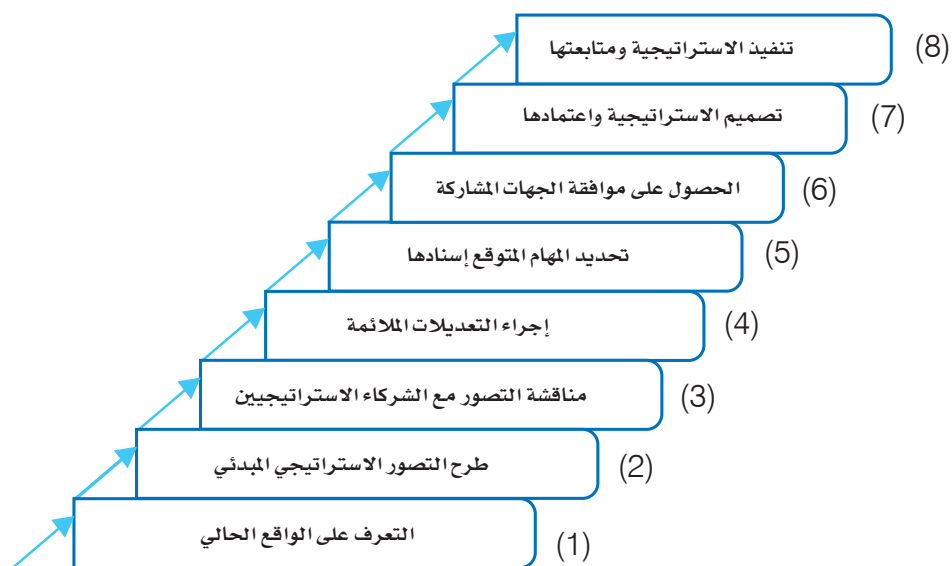 تنفيذ الاستراتيجية ومتابعتها (8)
تصميم الاستراتيجية واعتمادها (7)
الحصول على موافقة الجهات المشاركة (6)
تحديد المهام المتوقع إسنادها (5)
إجراء التعديلات الملائمة (4)
مناقشة التصور مع الشركاء الاستراتيجيين (3)
طرح التصور الاستراتيجي المبدئي (2)
التعرف على الواقع الحالي (1)